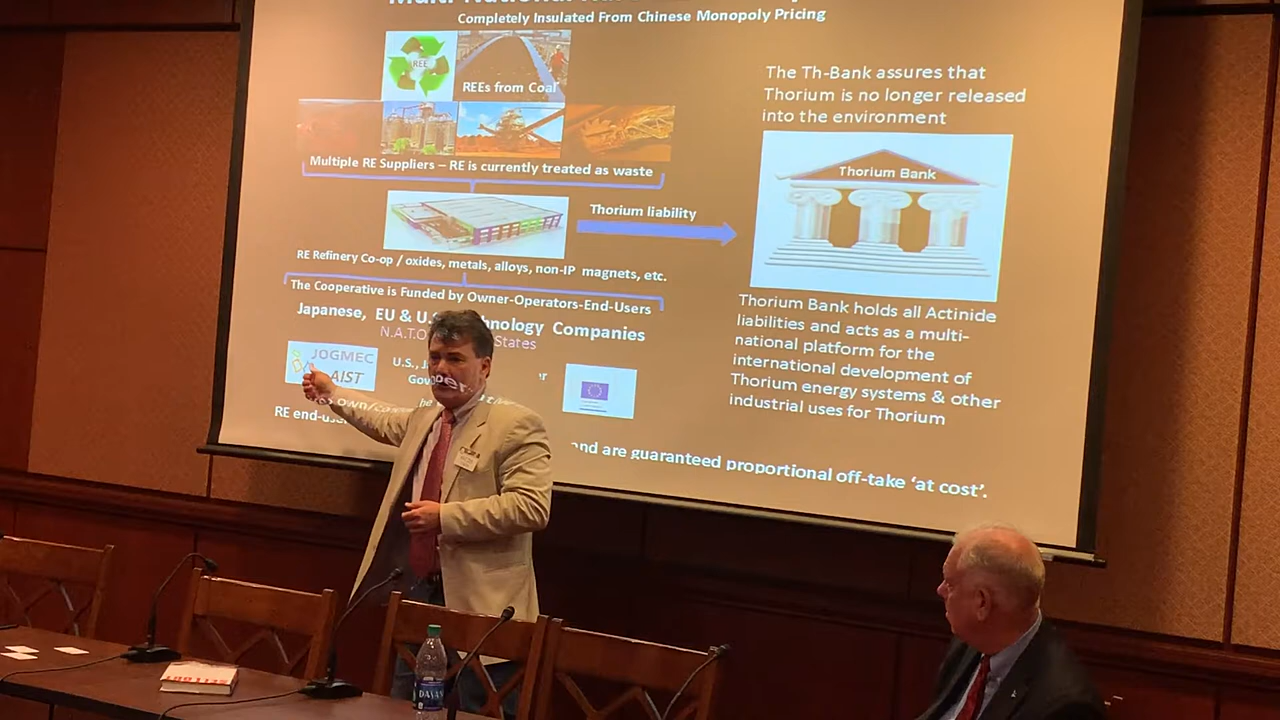 Completely Insulated From Chinese Monopoly Pricing
REE
REEs from Coal
Multiple RE Suppliers – RE is currently treated as waste
Thorium liability
RE Refinery Co-op / oxides, metals, alloys, non-IP magnets, etc.
The Cooperative is Funded by Owner-Operators-End-Users
Japanese, EU & U.S. Technology Companies
N.A.T.O States
JOGMEC
AIST
U.S.,
RE
and are guaranteed proportional off-take ‘at cost’.
The Th-Bank assures that
Thorium is no longer released
into the environment
Thorium Bank
Thorium Bank holds all Actinide
liabilities and acts as a multi-
national platform for the
international development of
Thorium energy systems & other
industrial uses for Thorium
DASANI